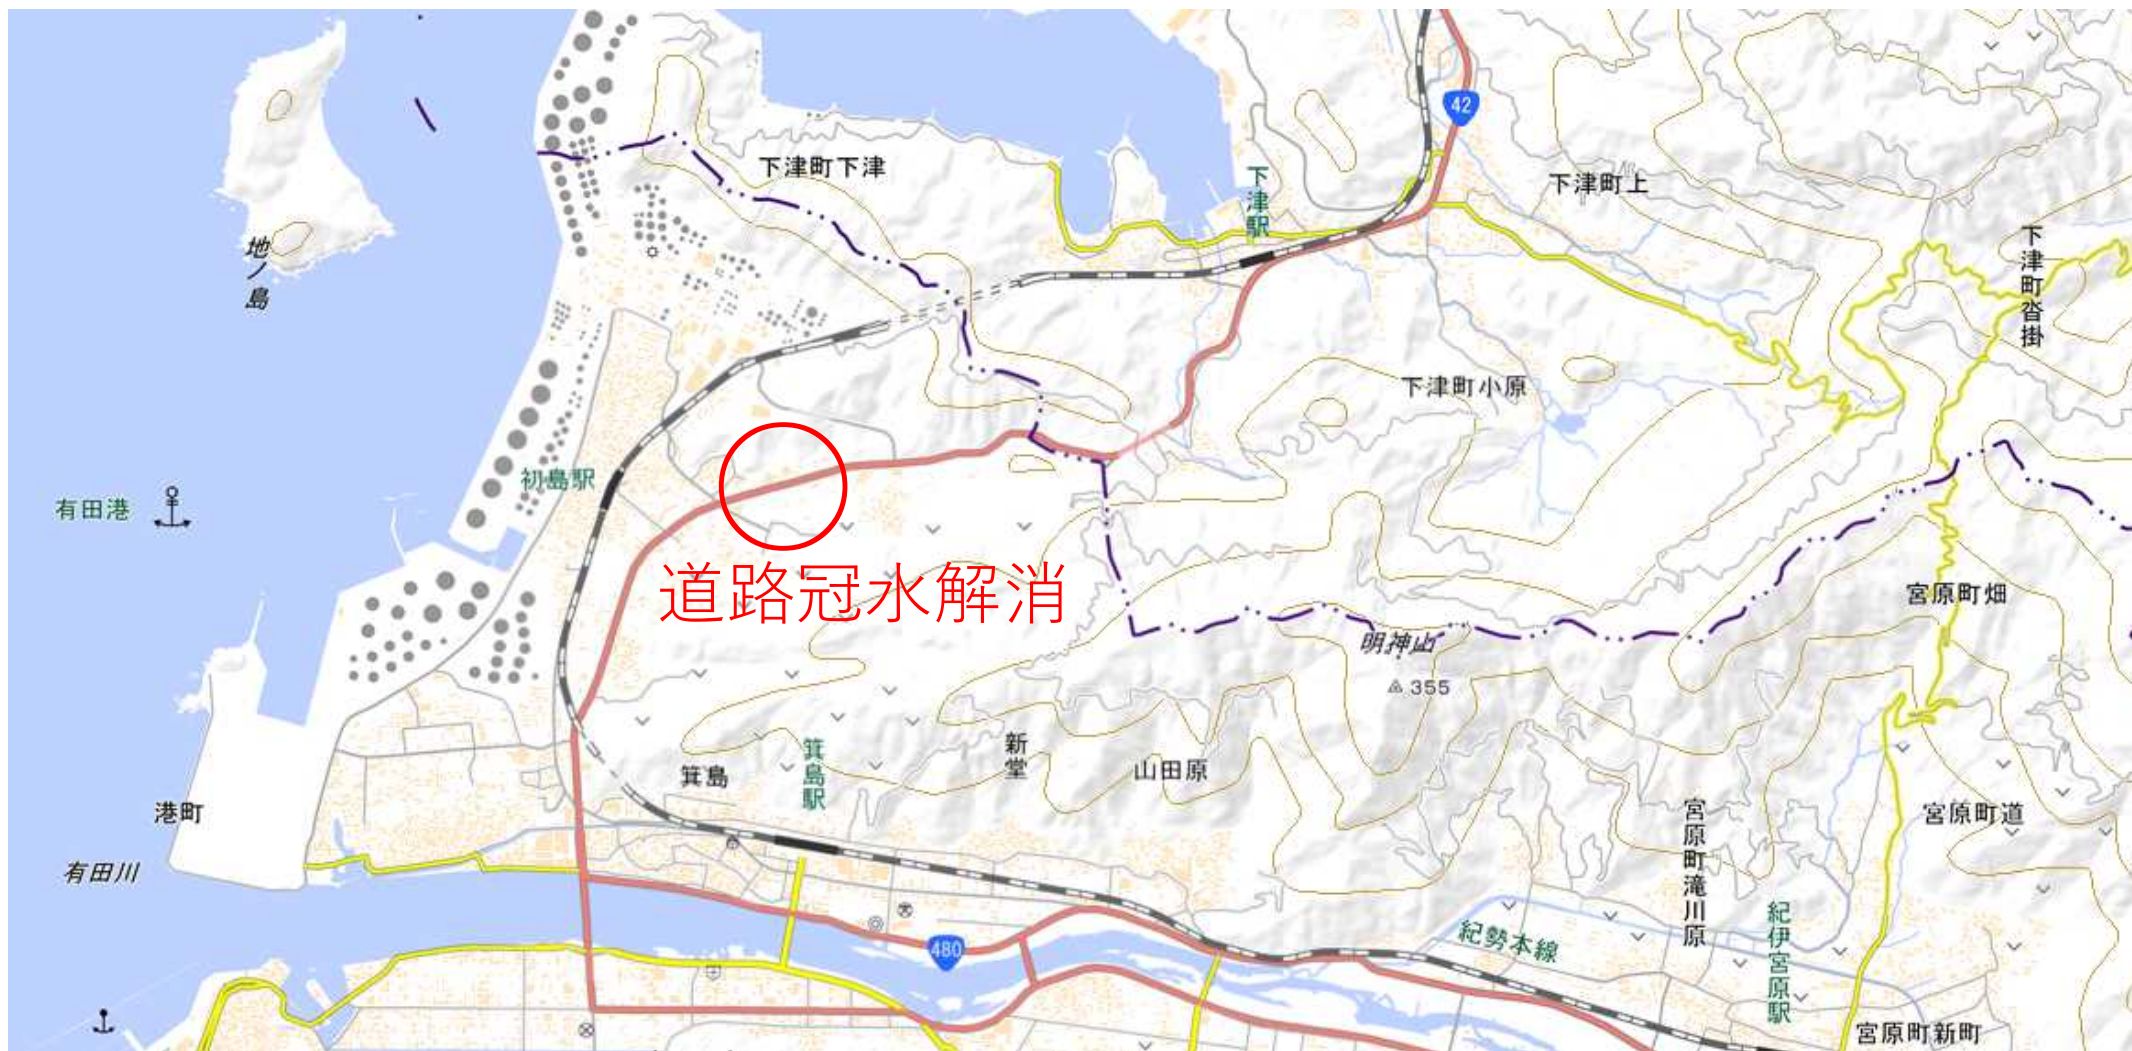 42
下津町下津
下津駅
下津町上
地ノ島
下津町沓掛
下津町小原
初島駅
有田港
道路冠水解消
宮原町畑
明神山
355
新堂
箕島駅
箕島
山田原
港町
宮原町滝川原
宮原町道
有田川
紀伊宮原駅
紀勢本線
480
宮原町新町